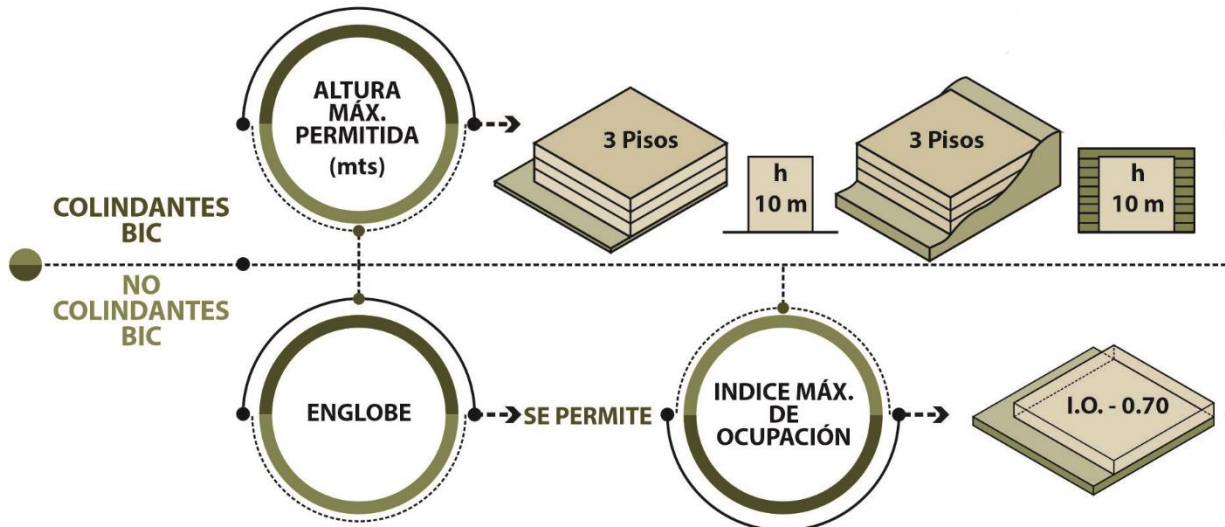 ALTURA
MÁX.
PERMITIDA
(mts)
3 Pisos
h
10 m
3 Pisos
h
10 m
COLINDANTES
BIC
NO
COLINDANTES
BIC
ENGLOBE
SE PERMITE
INDICE MÁX.
DE
OCUPACIÓN
I.O. - 0.70